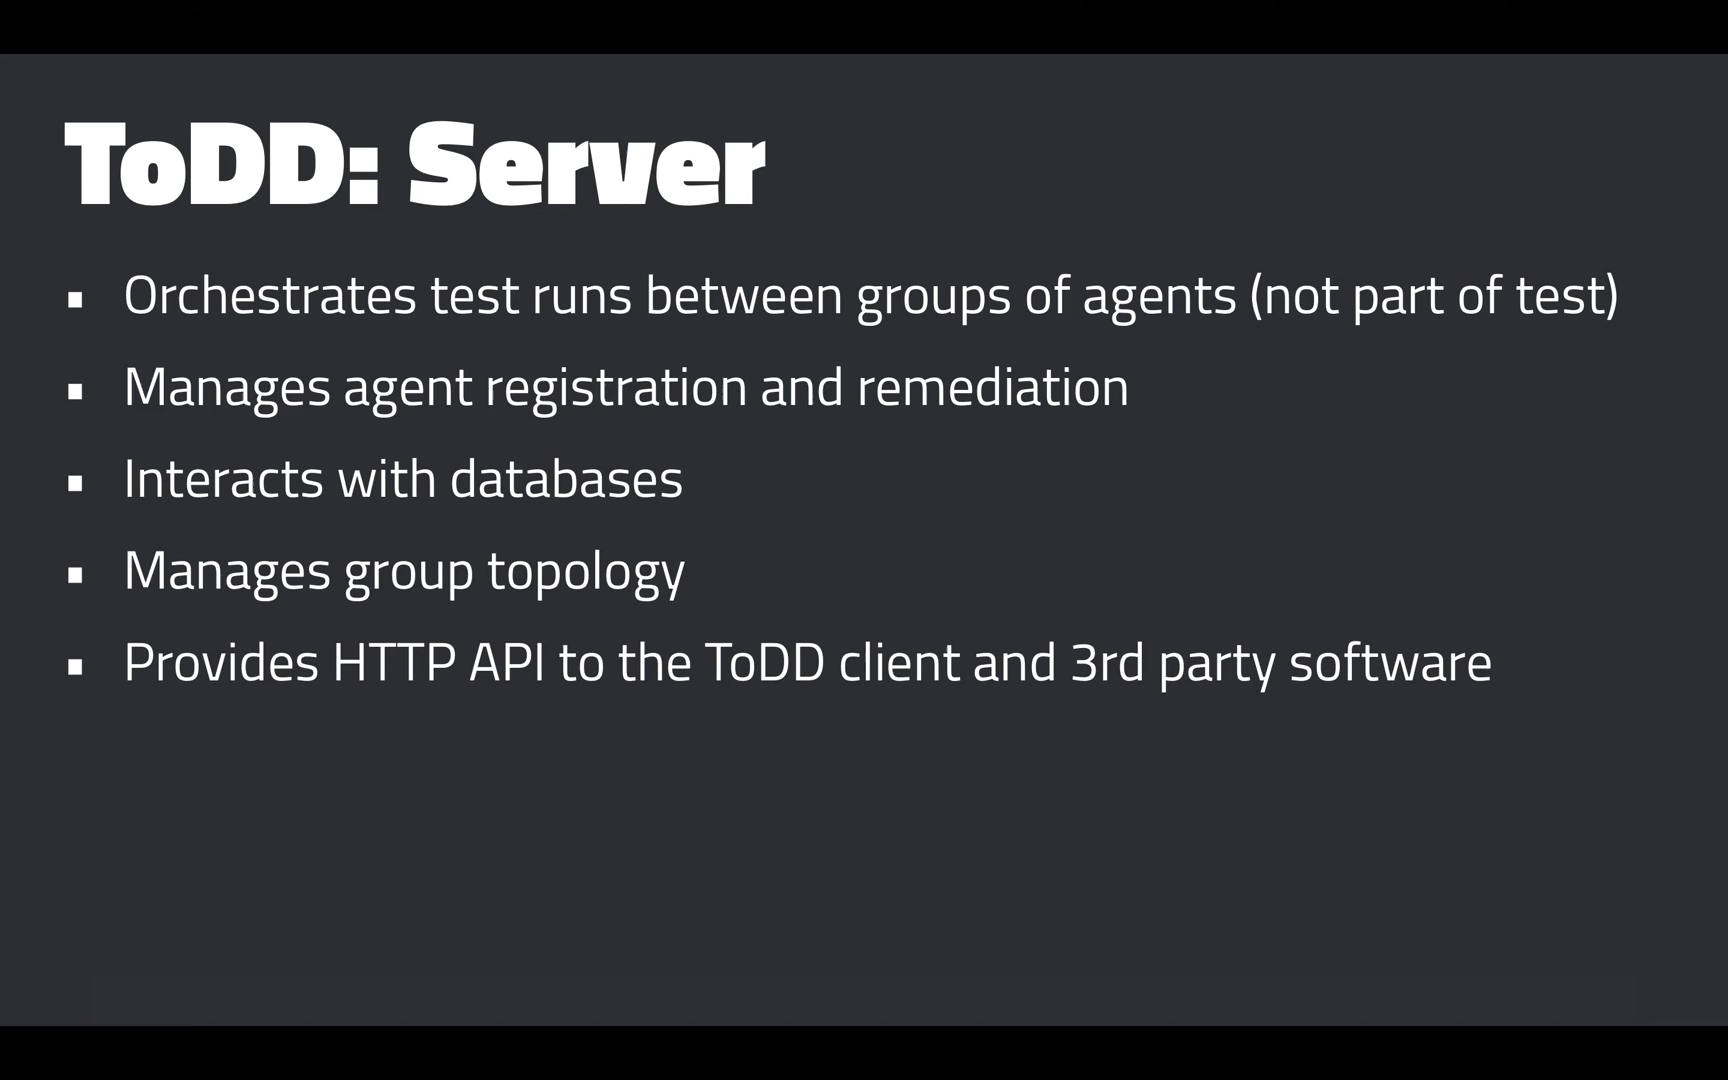 ToDD: Server
▪ Orchestrates test runs between groups of agents (not part of test)
▪ Manages agent registration and remediation
▪ Interacts with databases
▪ Manages group topology
▪ Provides HTTP API to the ToDD client and 3rd party software